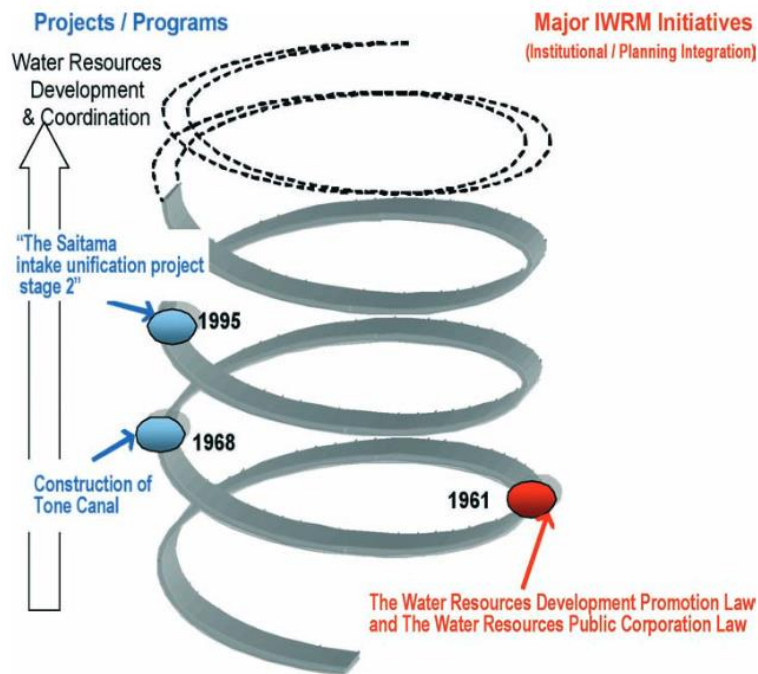 Projects / Programs
Major IWRM Initiatives
(Institutional / Planning Integration)
Water Resources
Development
& Coordination
“The Saitama
intake unification project
stage 2”
1995
1968
Construction of
Tone Canal
1961
The Water Resources Development Promotion Law
and The Water Resources Public Corporation Law